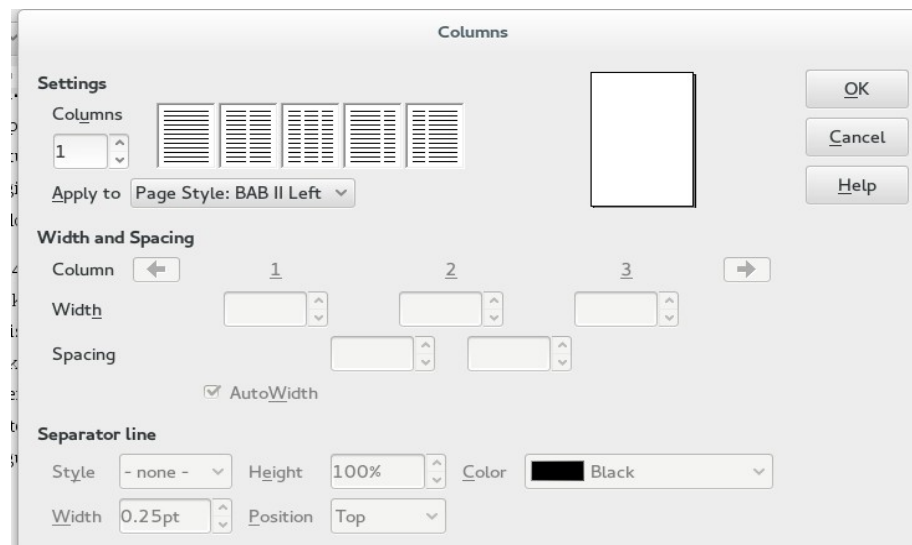 Columns
Settings
Columns
1
OK
Cancel
Apply to Page Style: BAB II Left
Help
Width and Spacing
Column 1 2 3
Width
Spacing
AutoWidth
Separator line
Style - none - Height 100% Color Black
Width 0.25pt Position Top